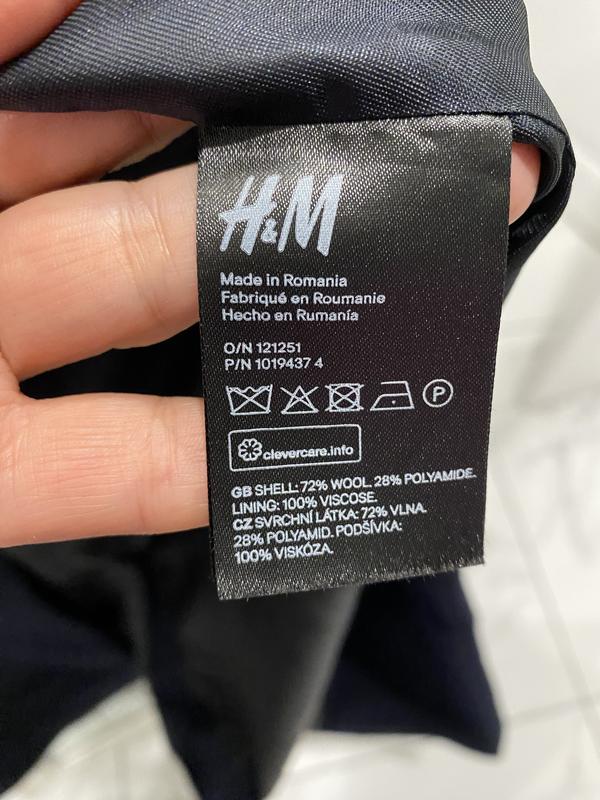 H&M
Made in Romania
Fabriqué en Roumanie
Hecho en Rumanía
O/N 121251
P/N 1019437 4
P
clevercare.info
GB SHELL: 72% WOOL. 28% POLYAMIDE.
LINING: 100% VISCOSE.
CZ SVRCHNÍ LÁTKA: 72% VLNA.
28% POLYAMID. PODŠÍVKA:
100% VISKÓZA.